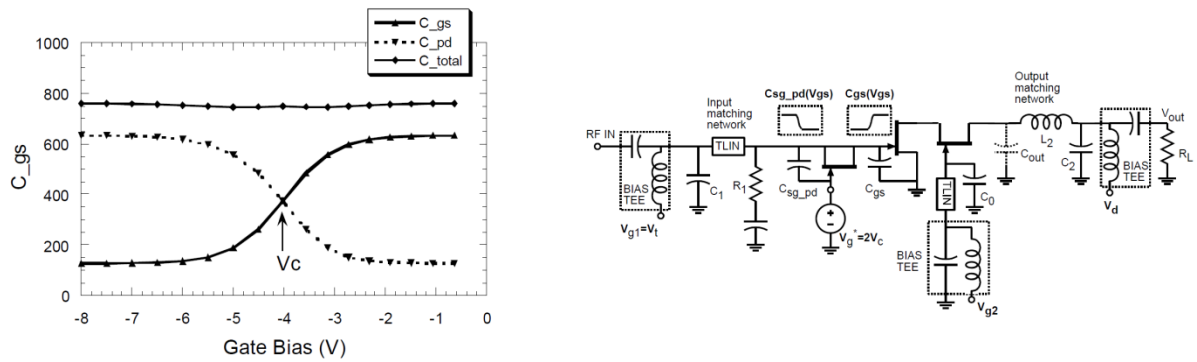 C_gs
C_pd
C_total
1000
800
600
400
200
0
C_gs
Vc
-8
-7
-6
-5
-4
-3
-2
-1
0
Gate Bias (V)
Csg_pd(Vgs)
Cgs(Vgs)
Output
matching
network
Input
matching
network
RF IN
TLIN
BIAS
TEE
C1
R1
Csg_pd
Cgs
Vg1=Vt
Vg*=2Vc
TLIN
C0
BIAS
TEE
Vg2
Cout
L2
C2
BIAS
TEE
Vout
RL
Vd